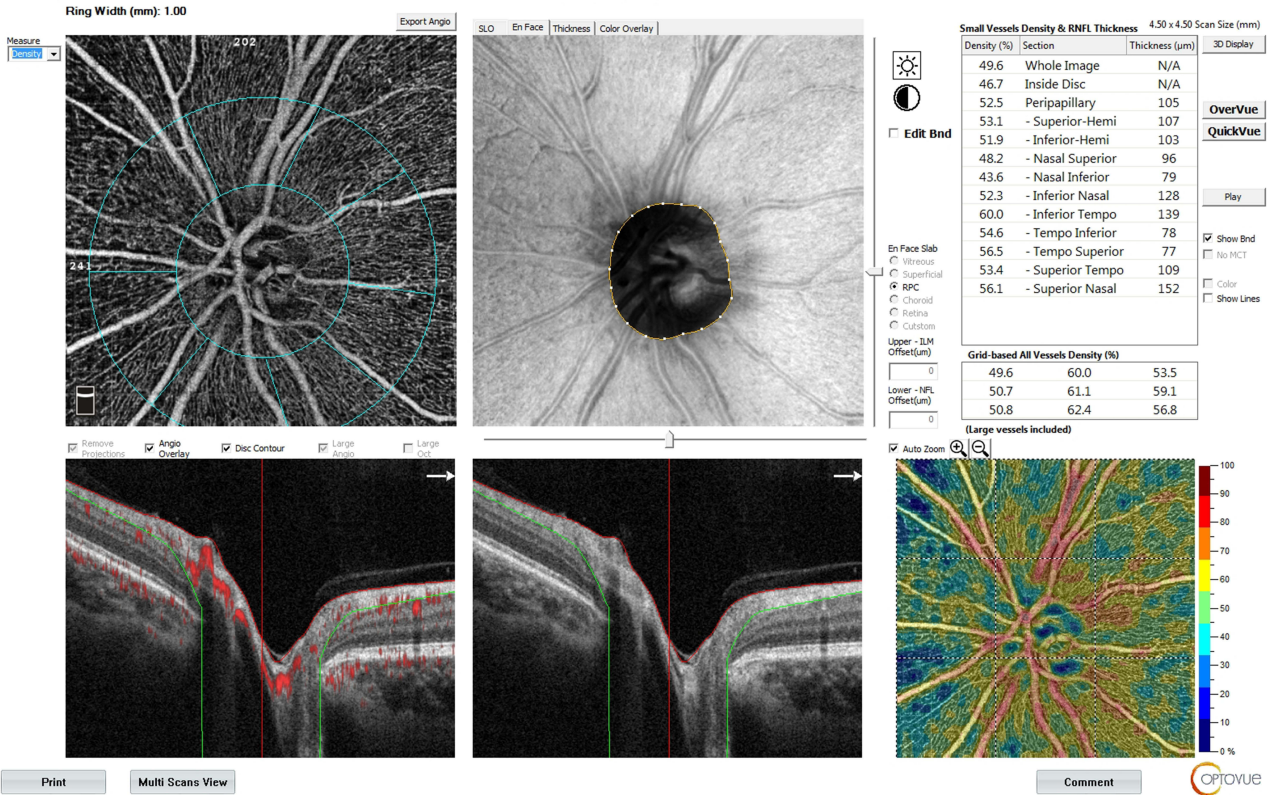 Ring Width (mm): 1.00
Export Angio
Measure
Density
202
241
SLO En Face Thickness Color Overlay
Edit Bnd
En Face Slab
Vitreous
Superficial
RPC
Choroid
Retina
Cutstom
Upper - ILM
Offset(um)
0
Lower - NFL
Offset(um)
0
Small Vessels Density & RNFL Thickness 4.50 x 4.50 Scan Size (mm)
Density (%) Section Thickness (µm)
49.6 Whole Image N/A
46.7 Inside Disc N/A
52.5 Peripapillary 105
53.1 - Superior-Hemi 107
51.9 - Inferior-Hemi 103
48.2 - Nasal Superior 96
43.6 - Nasal Inferior 79
52.3 - Inferior Nasal 128
60.0 - Inferior Tempo 139
54.6 - Tempo Inferior 78
56.5 - Tempo Superior 77
53.4 - Superior Tempo 109
56.1 - Superior Nasal 152
Grid-based All Vessels Density (%)
49.6 60.0 53.5
50.7 61.1 59.1
50.8 62.4 56.8
(Large vessels included)
3D Display
OverVue
QuickVue
Play
Show Bnd
No MCT
Color
Show Lines
Remove
Projections
Angio
Overlay
Disc Contour
Large
Angio
Large
Oct
Auto Zoom
100
90
80
70
60
50
40
30
20
10
0 %
Print
Multi Scans View
Comment
OPTOVUE